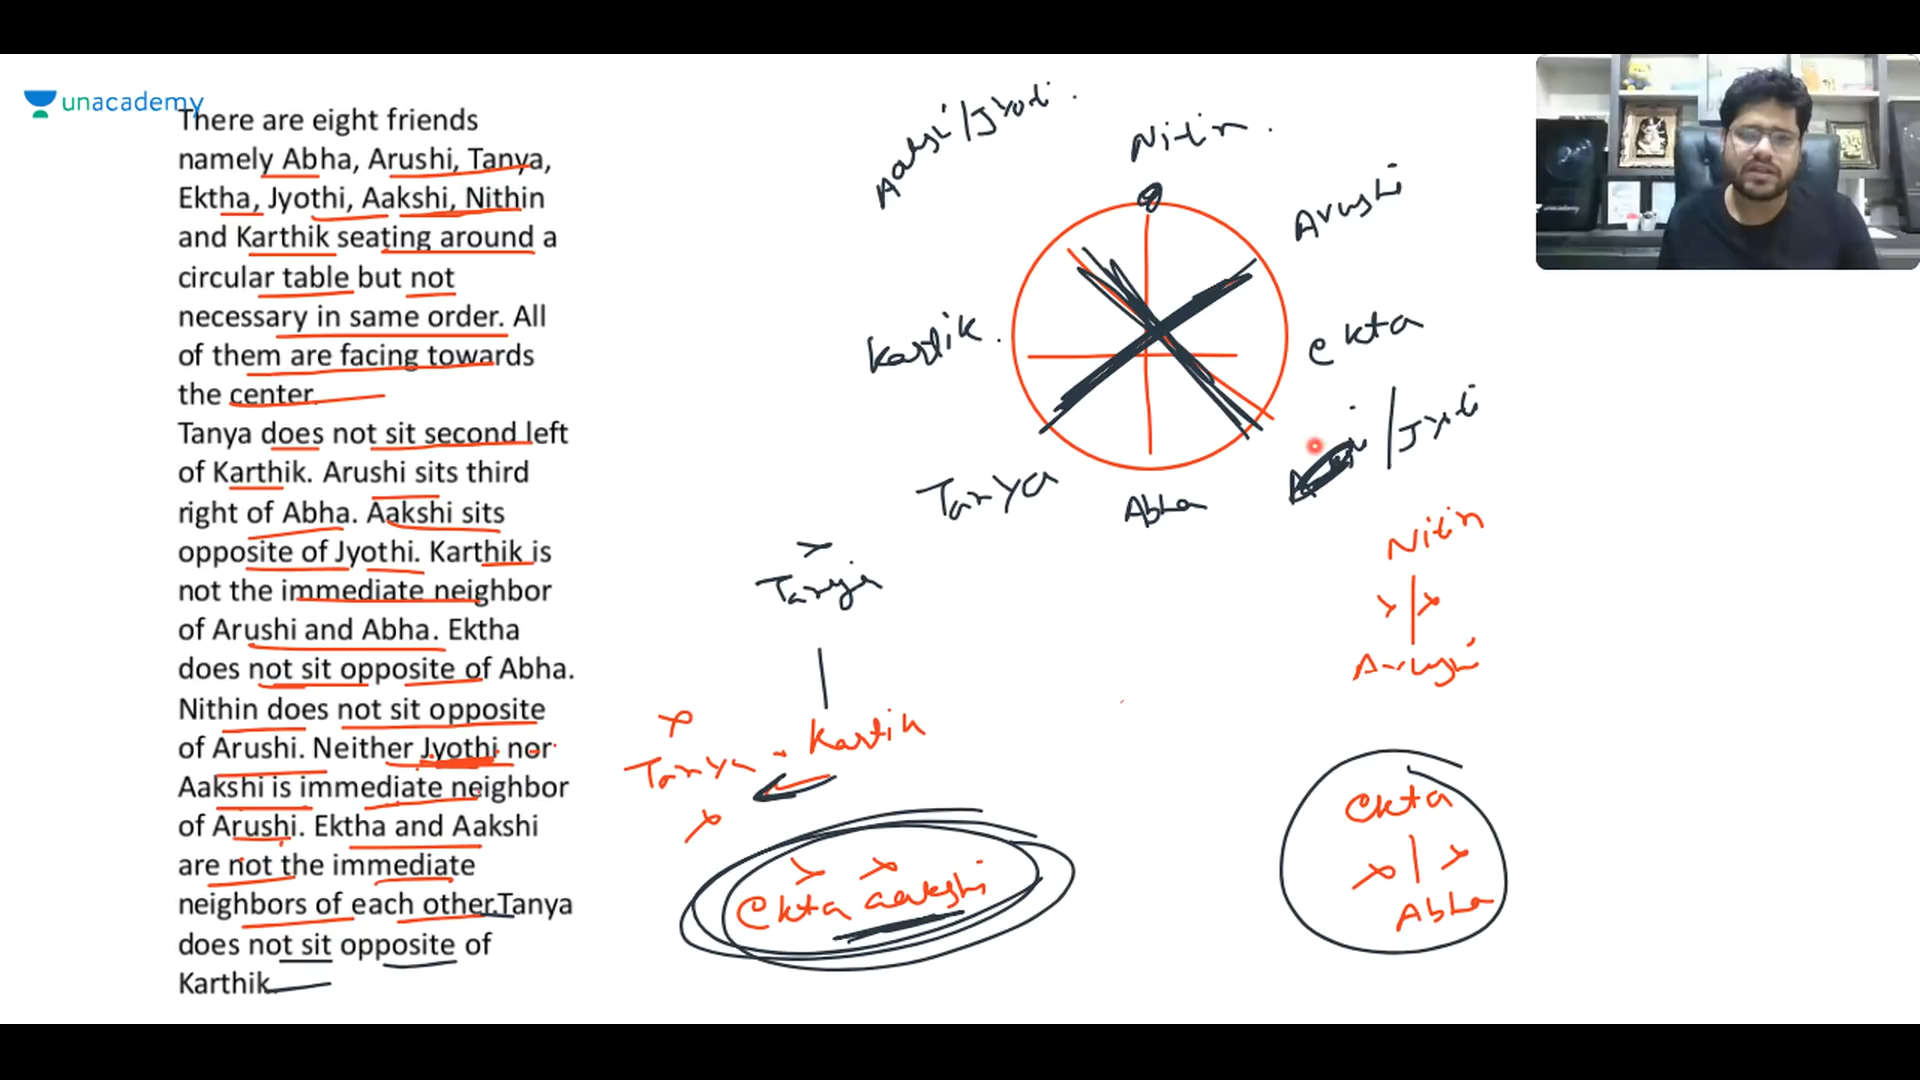 unacademy
There are eight friends
namely Abha, Arushi, Tanya,
Ektha, Jyothi, Aakshi, Nithin
and Karthik seating around a
circular table but not
necessary in same order. All
of them are facing towards
the center.
Tanya does not sit second left
of Karthik. Arushi sits third
right of Abha. Aakshi sits
opposite of Jyothi. Karthik is
not the immediate neighbor
of Arushi and Abha. Ektha
does not sit opposite of Abha.
Nithin does not sit opposite
of Arushi. Neither Jyothi nor
Aakshi is immediate neighbor
of Arushi. Ektha and Aakshi
are not the immediate
neighbors of each other.Tanya
does not sit opposite of
Karthik
Nitin
Arushi
Kartik
Ekta
Tanya
Abha
Tanya
Kartik
Tanya
Ekta aakshi
Nitin
Arushi
Ekta
Abha
unacademy